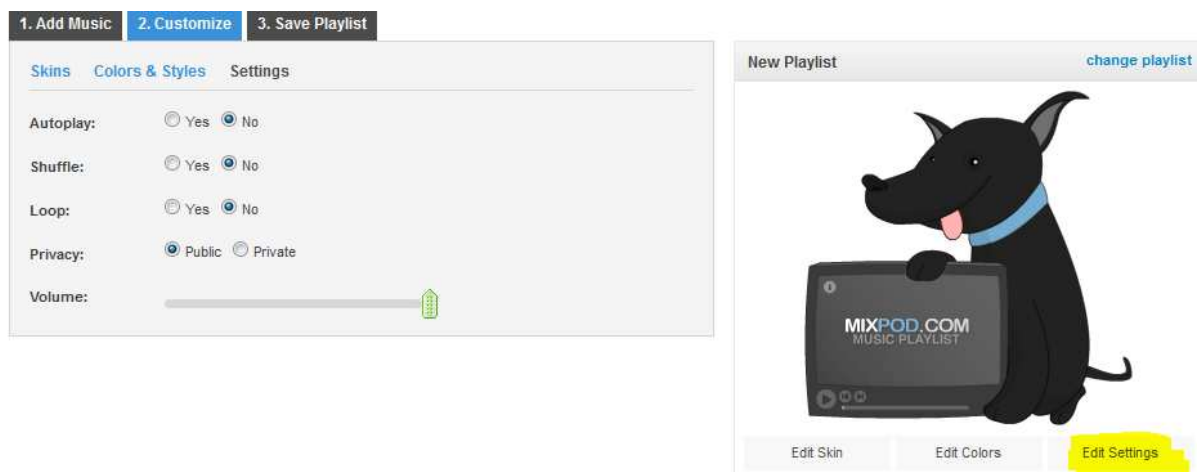 1. Add Music 2. Customize 3. Save Playlist
Skins Colors & Styles Settings
Autoplay: Yes No
Shuffle: Yes No
Loop: Yes No
Privacy: Public Private
Volume:
New Playlist change playlist
MIXPOD.COM
MUSIC PLAYLIST
Edit Skin Edit Colors Edit Settings